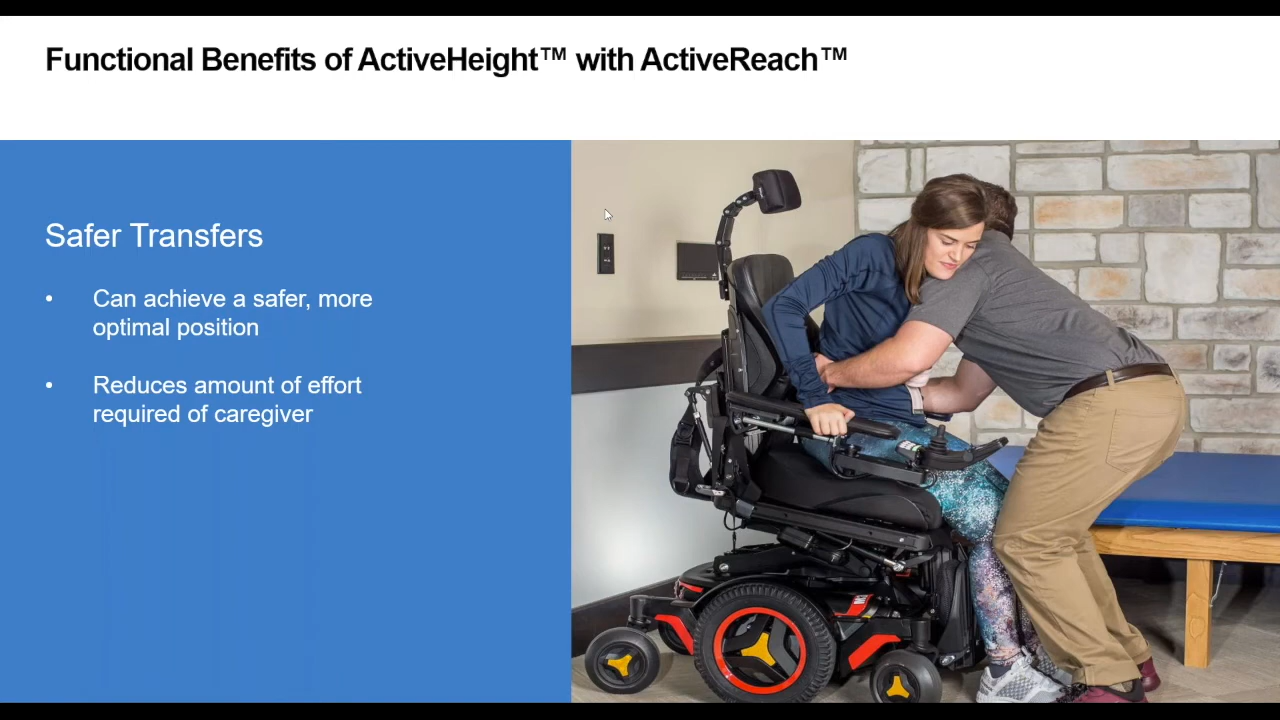 Functional Benefits of ActiveHeight™ with ActiveReach™
Safer Transfers
• Can achieve a safer, more
optimal position
• Reduces amount of effort
required of caregiver